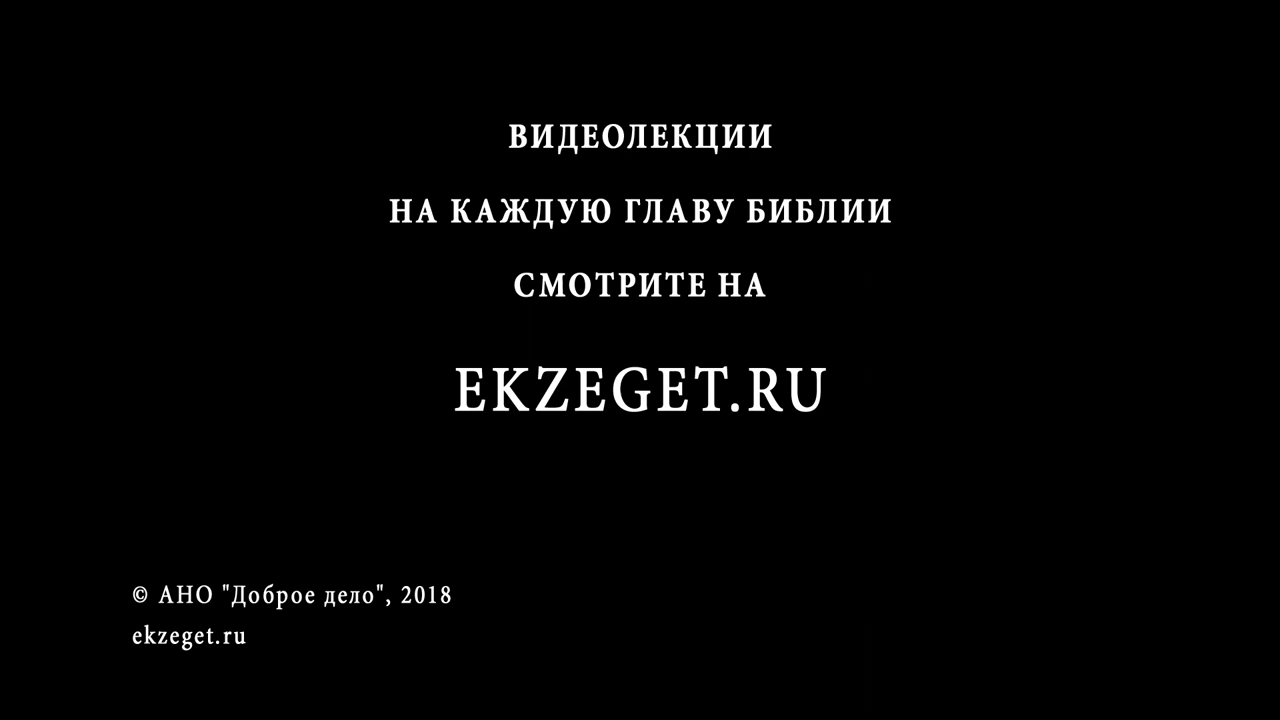 ВИДЕОЛЕКЦИИ
НА КАЖДУЮ ГЛАВУ БИБЛИИ
СМОТРИТЕ НА
EKZEGET.RU
© АНО "Доброе дело", 2018
ekzeget.ru